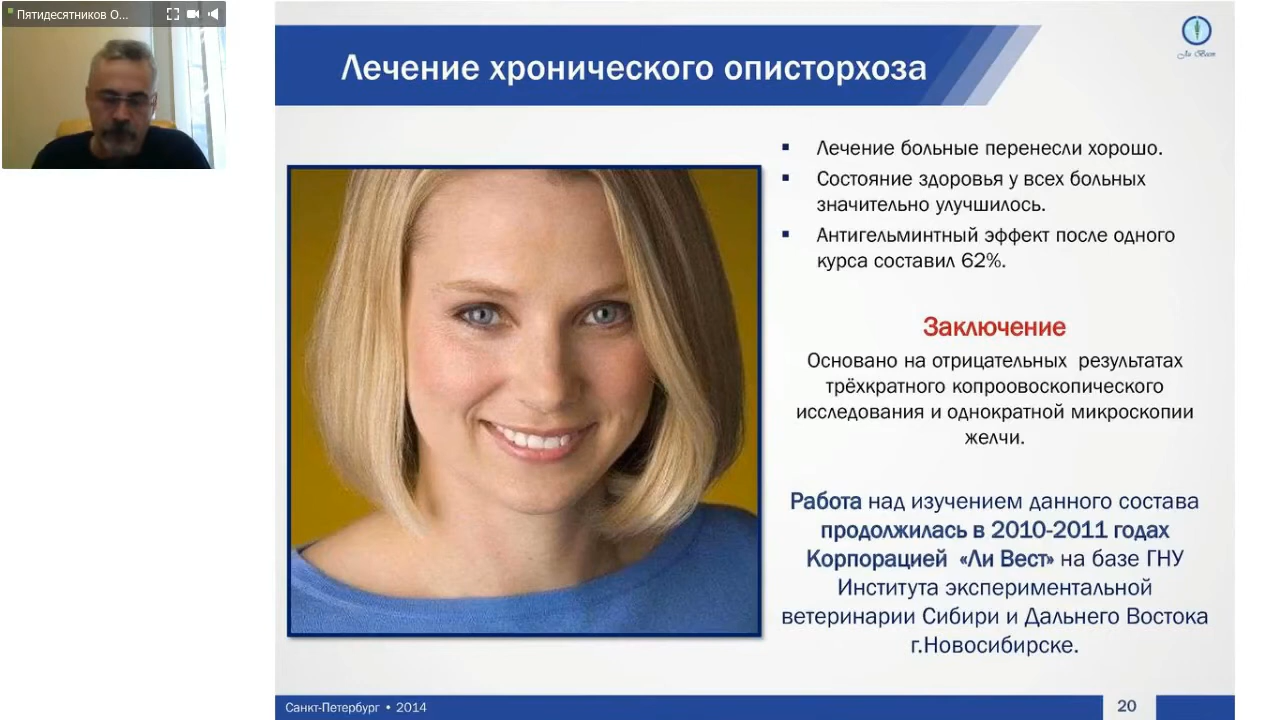 Пятидесятников О...
Лечение хронического описторхоза
Ли Вест
Лечение больные перенесли хорошо.
Состояние здоровья у всех больных
значительно улучшилось.
Антигельминтный эффект после одного
курса составил 62%.
Заключение
Основано на отрицательных результатах
трёхкратного копроовоскопического
исследования и однократной микроскопии
желчи.
Работа над изучением данного состава
продолжилась в 2010-2011 годах
Корпорацией «Ли Вест» на базе ГНУ
Института экспериментальной
ветеринарии Сибири и Дальнего Востока
г.Новосибирске.
Санкт-Петербург • 2014
20